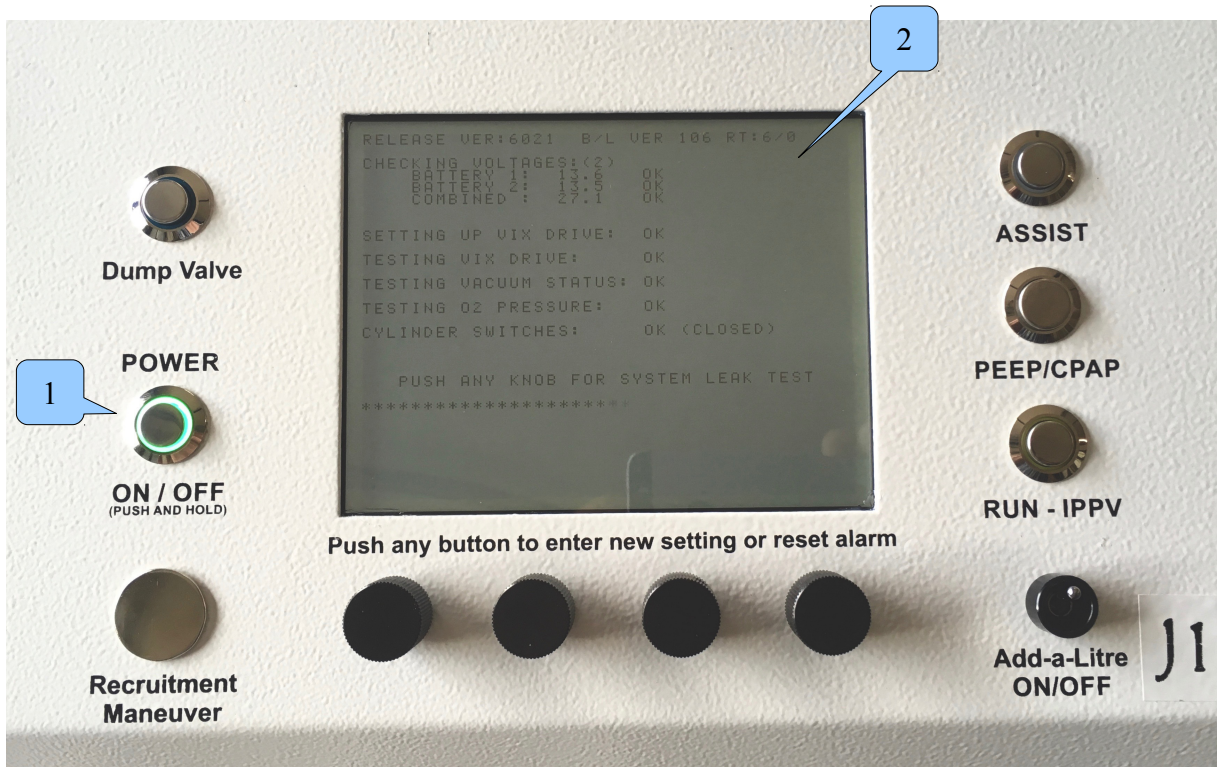 2
RELEASE VER:6021 B/L VER 106 RT:6/0
CHECKING VOLTAGES:(2)
BATTERY 1: 13.6 OK
BATTERY 2: 13.5 OK
COMBINED : 27.1 OK
SETTING UP VIX DRIVE: OK
TESTING VIX DRIVE: OK
TESTING VACUUM STATUS: OK
TESTING O2 PRESSURE: OK
CYLINDER SWITCHES: OK (CLOSED)
PUSH ANY KNOB FOR SYSTEM LEAK TEST
**********************
Dump Valve
POWER
1
ON / OFF
(PUSH AND HOLD)
Recruitment
Maneuver
Push any button to enter new setting or reset alarm
ASSIST
PEEP/CPAP
RUN - IPPV
Add-a-Litre
ON/OFF
J1